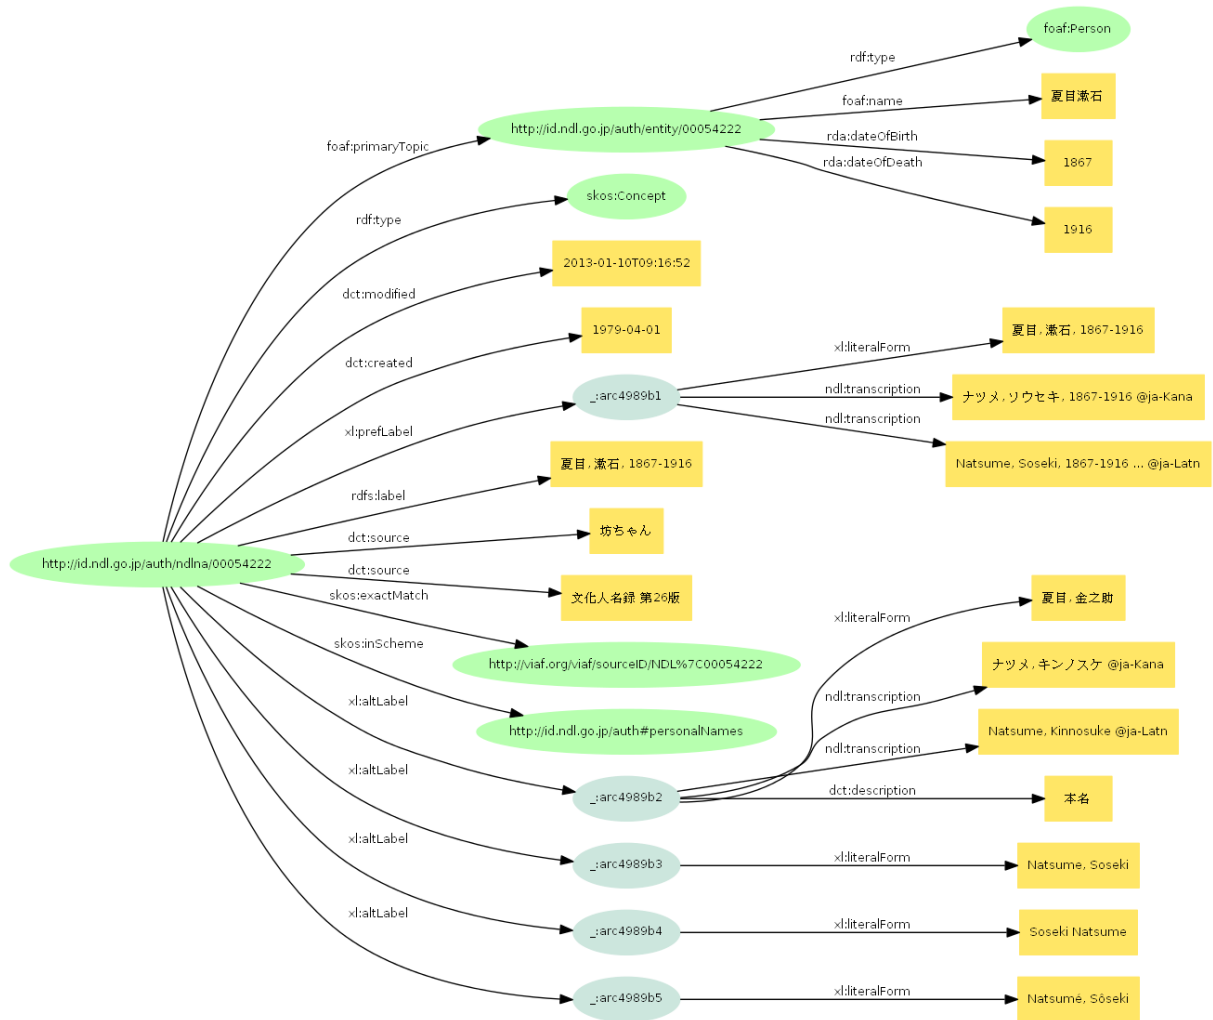 foaf:Person
rdf:type
夏目漱石
foaf:name
http://id.ndl.go.jp/auth/entity/00054222
rda:dateOfBirth
foaf:primaryTopic
1867
rda:dateOfDeath
skos:Concept
rdf:type
1916
2013-01-10T09:16:52
dct:modified
1979-04-01
夏目, 漱石, 1867-1916
xl:literalForm
dct:created
_:arc4989b1
ndl:transcription
ナツメ, ソウセキ, 1867-1916 @ja-Kana
ndl:transcription
xl:prefLabel
夏目, 漱石, 1867-1916
Natsume, Soseki, 1867-1916 ... @ja-Latn
rdfs:label
坊ちゃん
dct:source
http://id.ndl.go.jp/auth/ndlna/00054222
dct:source
skos:exactMatch
文化人名録 第26版
夏目, 金之助
xl:literalForm
skos:inScheme
http://viaf.org/viaf/sourceID/NDL%7C00054222
ナツメ, キンノスケ @ja-Kana
ndl:transcription
xl:altLabel
http://id.ndl.go.jp/auth#personalNames
Natsume, Kinnosuke @ja-Latn
ndl:transcription
xl:altLabel
_:arc4989b2
dct:description
本名
xl:altLabel
_:arc4989b3
xl:literalForm
Natsume, Soseki
xl:altLabel
_:arc4989b4
xl:literalForm
Soseki Natsume
_:arc4989b5
xl:literalForm
Natsumé, Sôseki